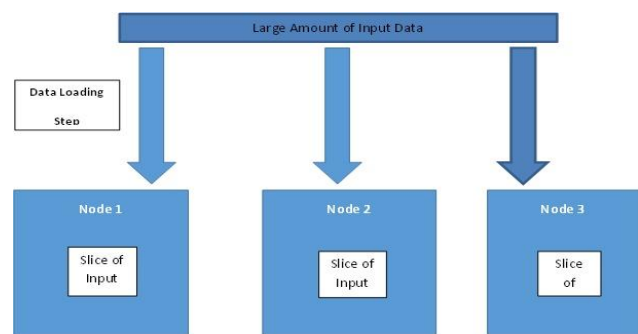 Large Amount of Input Data
Data Loading
Step
Node 1
Node 2
Node 3
Slice of
Input
Slice of
Input
Slice
of